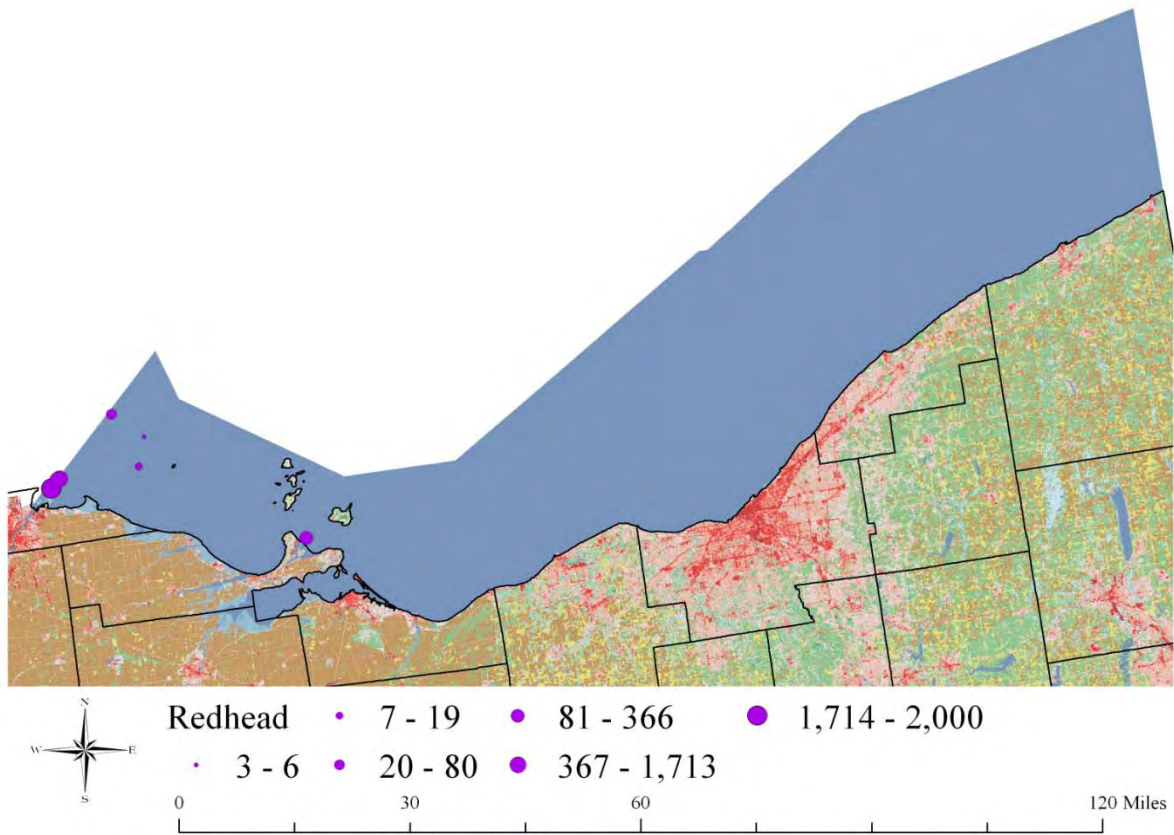 N
W E
S
Redhead 7 - 19 81 - 366 1,714 - 2,000
3 - 6 20 - 80 367 - 1,713
0 30 60 120 Miles